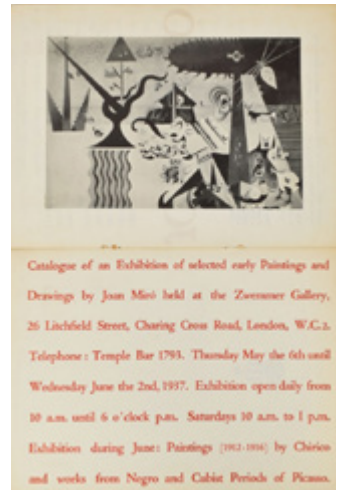 Catalogue of an Exhibition of selected early Paintings and
Drawings by Joan Miró held at the Zwemmer Gallery,
26 Litchfield Street, Charing Cross Road, London, W.C.2.
Telephone : Temple Bar 1793. Thursday May the 6th until
Wednesday June the 2nd, 1937. Exhibition open daily from
10 a.m. until 6 o'clock p.m. Saturdays 10 a.m. to 1 p.m.
Exhibition during June : Paintings (1912-1916) by Chirico
and works from Negro and Cubist Periods of Picasso.